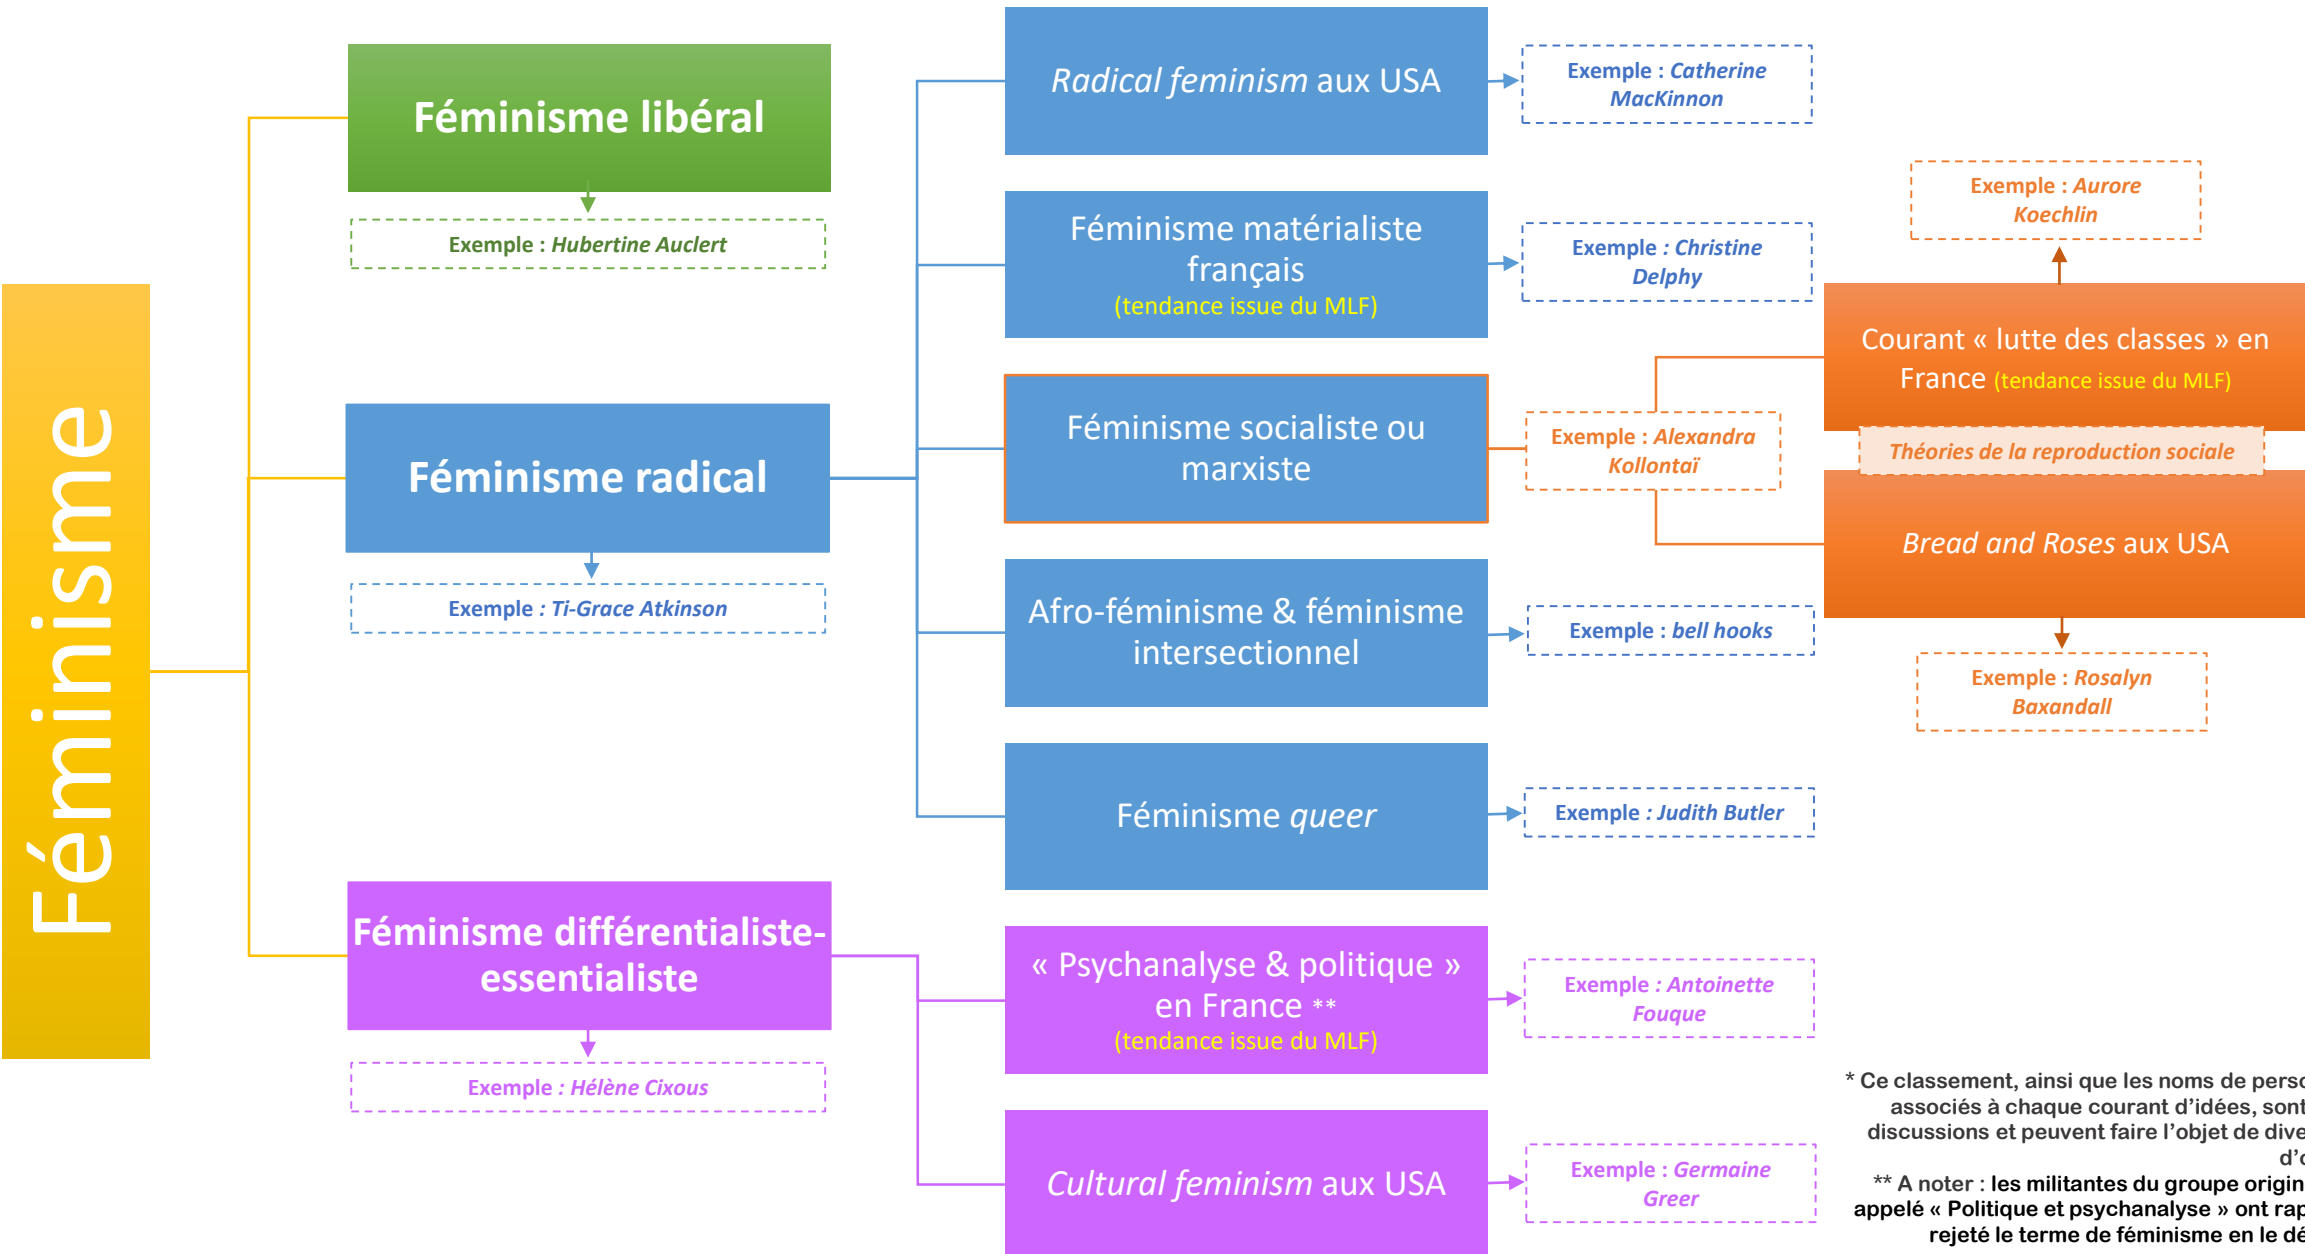 Féminisme
Féminisme libéral
Exemple : Hubertine Auclert
Féminisme radical
Exemple : Ti-Grace Atkinson
Féminisme différentialiste-
essentialiste
Exemple : Hélène Cixous
Radical feminism aux USA
Exemple : Catherine
MacKinnon
Féminisme matérialiste
français
(tendance issue du MLF)
Exemple : Christine
Delphy
Féminisme socialiste ou
marxiste
Exemple : Alexandra
Kollontaï
Exemple : Aurore
Koechlin
Courant « lutte des classes » en
France (tendance issue du MLF)
Théories de la reproduction sociale
Bread and Roses aux USA
Exemple : Rosalyn
Baxandall
Afro-féminisme & féminisme
intersectionnel
Exemple : bell hooks
Féminisme queer
Exemple : Judith Butler
« Psychanalyse & politique »
en France **
(tendance issue du MLF)
Exemple : Antoinette
Fouque
Cultural feminism aux USA
Exemple : Germaine
Greer
* Ce classement, ainsi que les noms de
associés à chaque courant d'idées, sont
discussions et peuvent faire l'objet de
** A noter : les militantes du groupe
appelé « Politique et psychanalyse » ont
rejeté le terme de féminisme en le